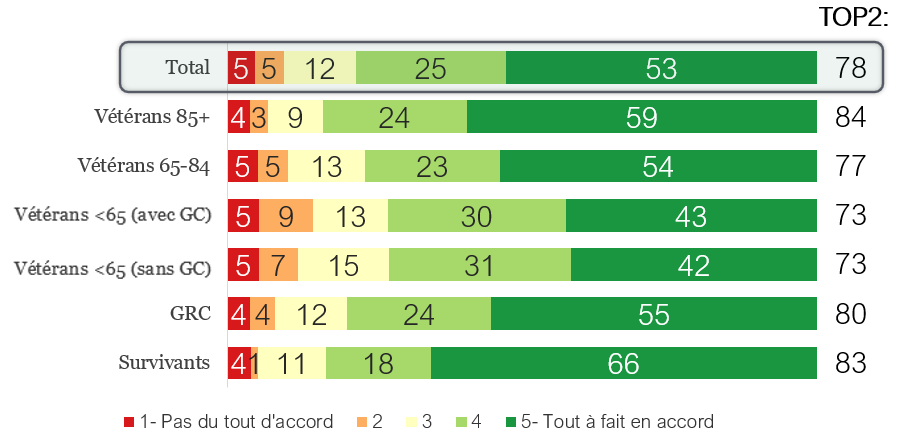 TOP2:
Total 5 5 12 25 53 78
Vétérans 85+ 4 3 9 24 59 84
Vétérans 65-84 5 5 13 23 54 77
Vétérans <65 (avec GC) 5 9 13 30 43 73
Vétérans <65 (sans GC) 5 7 15 31 42 73
GRC 4 4 12 24 55 80
Survivants 4 1 11 18 66 83
1- Pas du tout d'accord 2 3 4 5- Tout à fait en accord